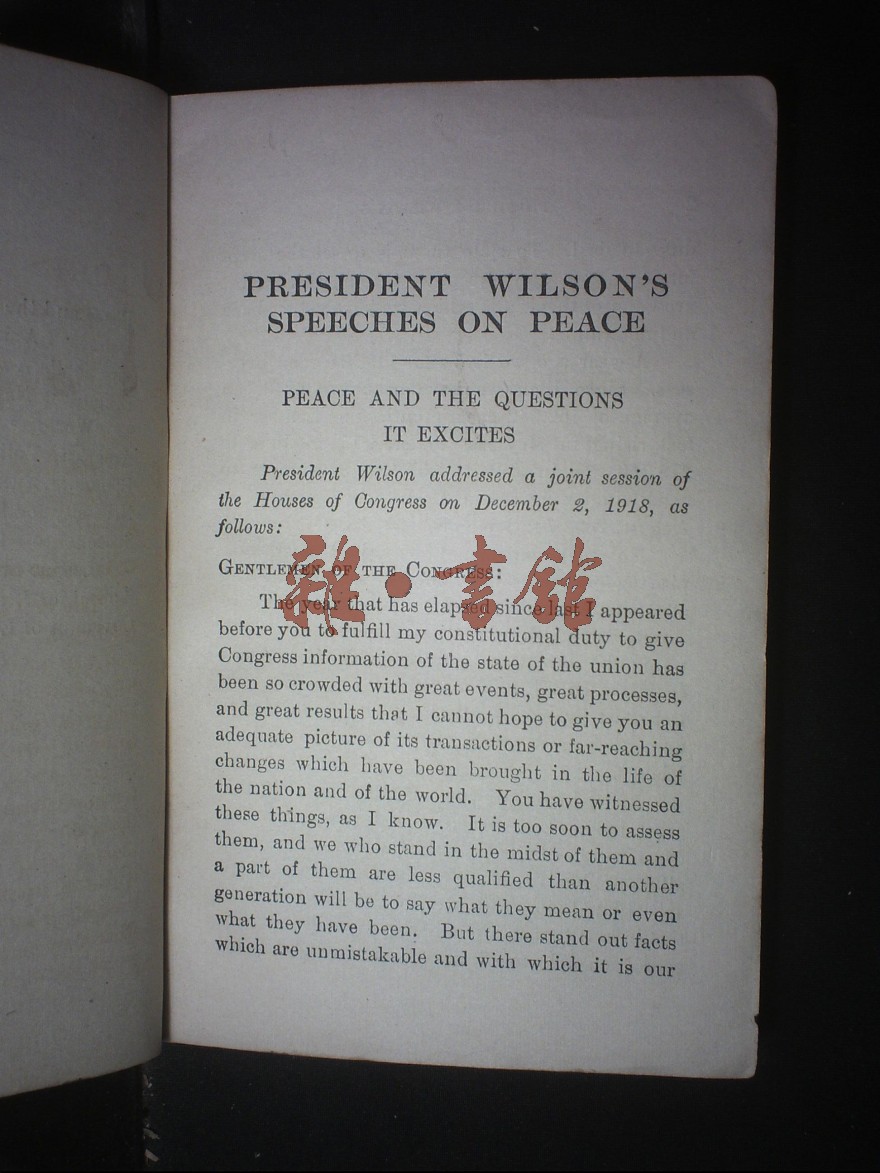 PRESIDENT WILSON'S
SPEECHES ON PEACE
PEACE AND THE QUESTIONS
IT EXCITES
President Wilson addressed a joint session of
the Houses of Congress on December 2, 1918, as
follows:
GENTLEMEN OF THE CONGRESS:
雜·書館
The year that has elapsed since last I appeared
before you to fulfill my constitutional duty to give
Congress information of the state of the union has
been so crowded with great events, great processes,
and great results that I cannot hope to give you an
adequate picture of its transactions or far-reaching
changes which have been brought in the life of
the nation and of the world. You have witnessed
these things, as I know. It is too soon to assess
them, and we who stand in the midst of them and
a part of them are less qualified than another
generation will be to say what they mean or even
what they have been. But there stand out facts
which are unmistakable and with which it is our